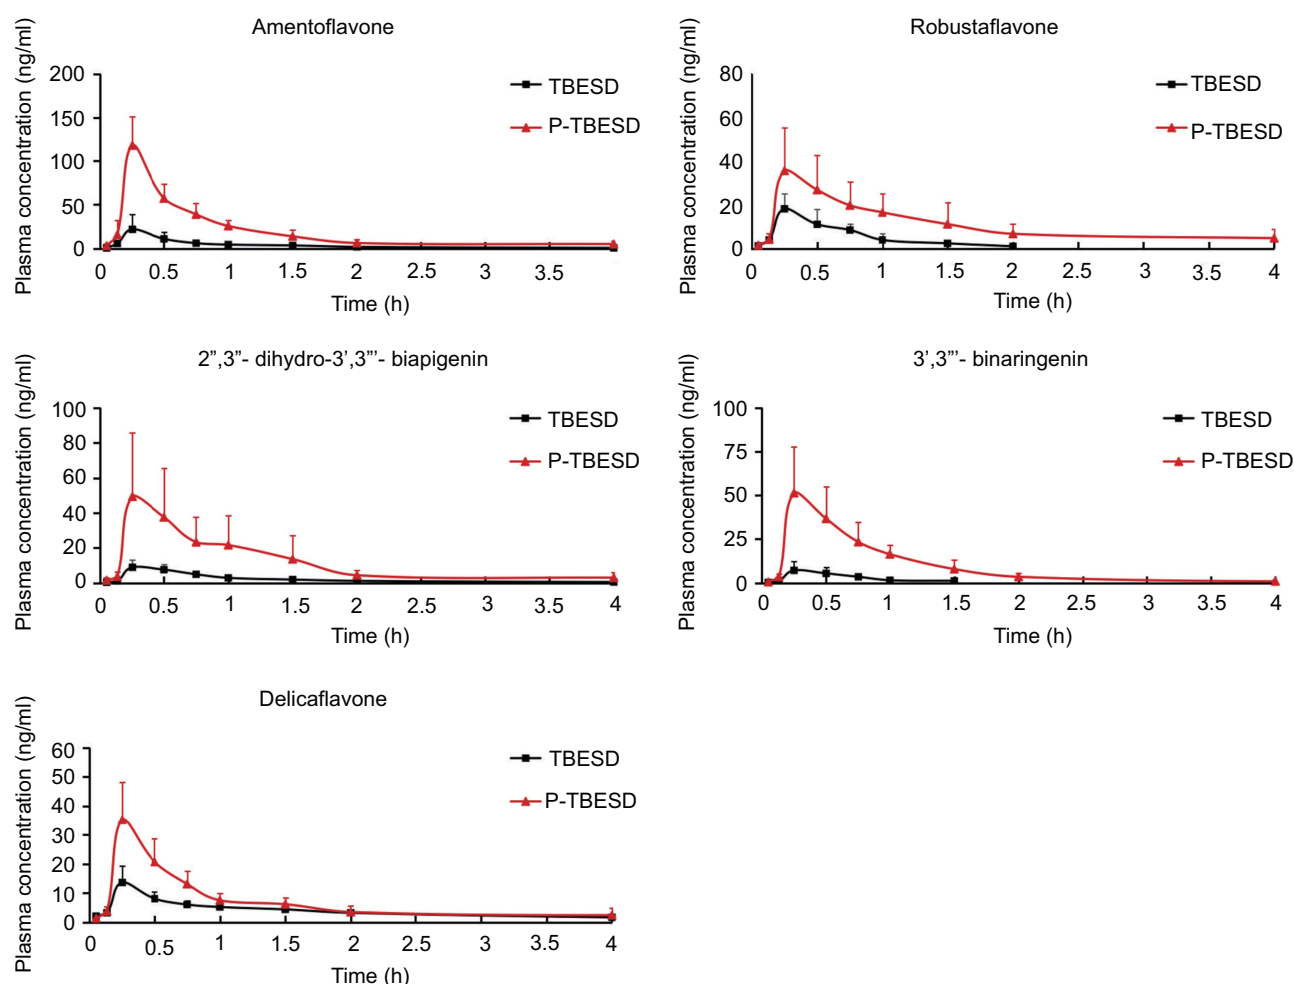 Amentoflavone
Plasma concentration (ng/ml)
200
150
100
50
0
TBESD
P-TBESD
0 0.5 1 1.5 2 2.5 3 3.5
Time (h)
Robustaflavone
Plasma concentration (ng/ml)
80
60
40
20
0
TBESD
P-TBESD
0 0.5 1 1.5 2 2.5 3 3.5 4
Time (h)
2”,3”- dihydro-3’,3”’- biapigenin
Plasma concentration (ng/ml)
100
80
60
40
20
0
TBESD
P-TBESD
0 0.5 1 1.5 2 2.5 3 3.5 4
Time (h)
3’,3”’- binaringenin
Plasma concentration (ng/ml)
100
75
50
25
0
TBESD
P-TBESD
0 0.5 1 1.5 2 2.5 3 3.5 4
Time (h)
Delicaflavone
Plasma concentration (ng/ml)
60
50
40
30
20
10
0
TBESD
P-TBESD
0 0.5 1 1.5 2 2.5 3 3.5 4
Time (h)